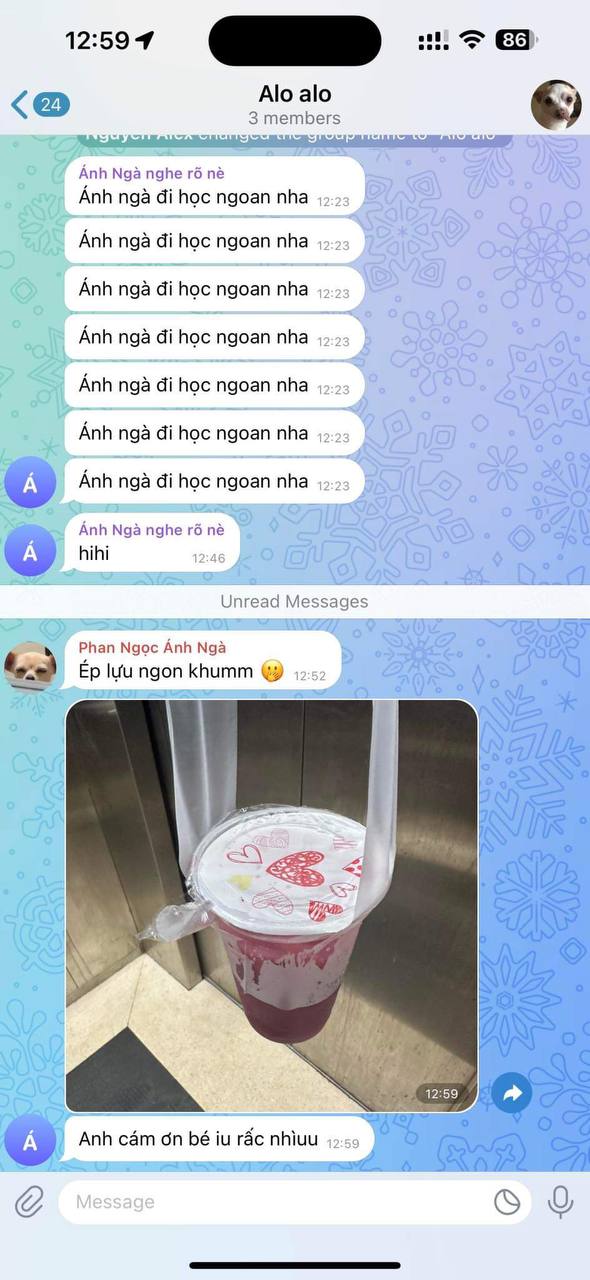 12:59
86
24
Alo alo
3 members
Nguyen Alex changed the group name to "Alo alo"
Ánh Ngà nghe rõ nè
Ánh ngà đi học ngoan nha 12:23
Ánh ngà đi học ngoan nha 12:23
Ánh ngà đi học ngoan nha 12:23
Ánh ngà đi học ngoan nha 12:23
Ánh ngà đi học ngoan nha 12:23
Ánh ngà đi học ngoan nha 12:23
Á Ánh ngà đi học ngoan nha 12:23
Ánh Ngà nghe rõ nè
Á hihi 12:46
Unread Messages
Phan Ngọc Ánh Ngà
Ép lựu ngon khumm 🤭 12:52
12:59
Á Anh cám ơn bé iu rấc nhìuu 12:59
Message